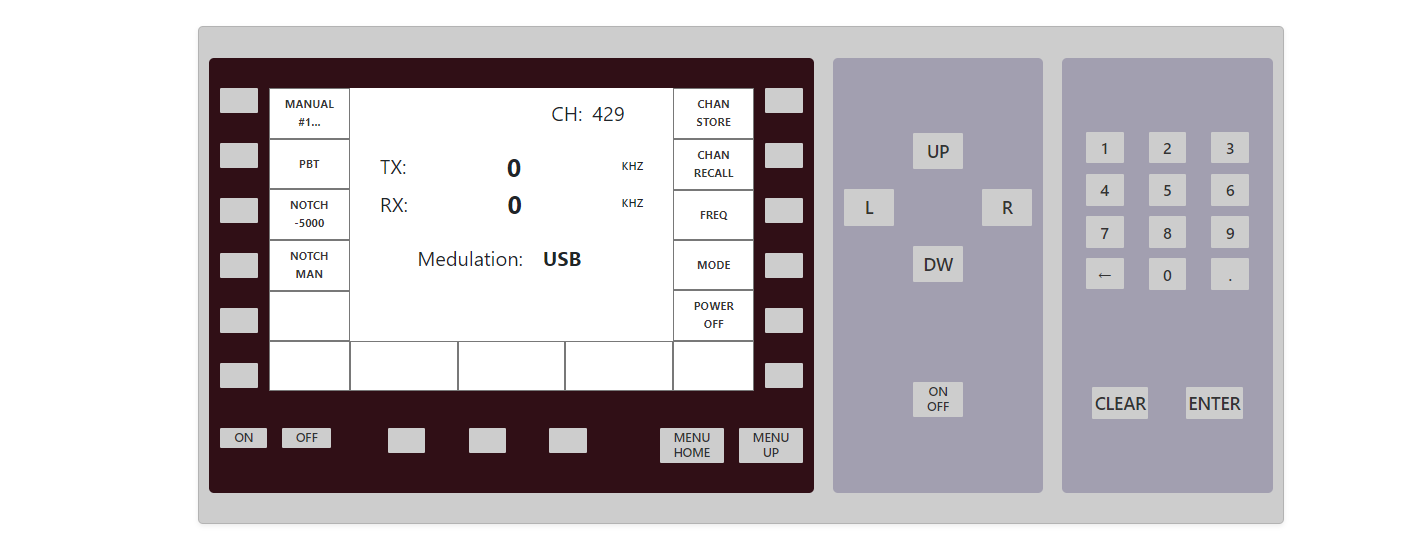 MANUAL
#1...
PBT
NOTCH
-5000
NOTCH
MAN
CH: 429
TX: 0 KHZ
RX: 0 KHZ
Medulation: USB
CHAN
STORE
CHAN
RECALL
FREQ
MODE
POWER
OFF
ON
OFF
MENU
HOME
MENU
UP
UP
L
R
DW
ON
OFF
1 2 3
4 5 6
7 8 9
← 0 .
CLEAR ENTER